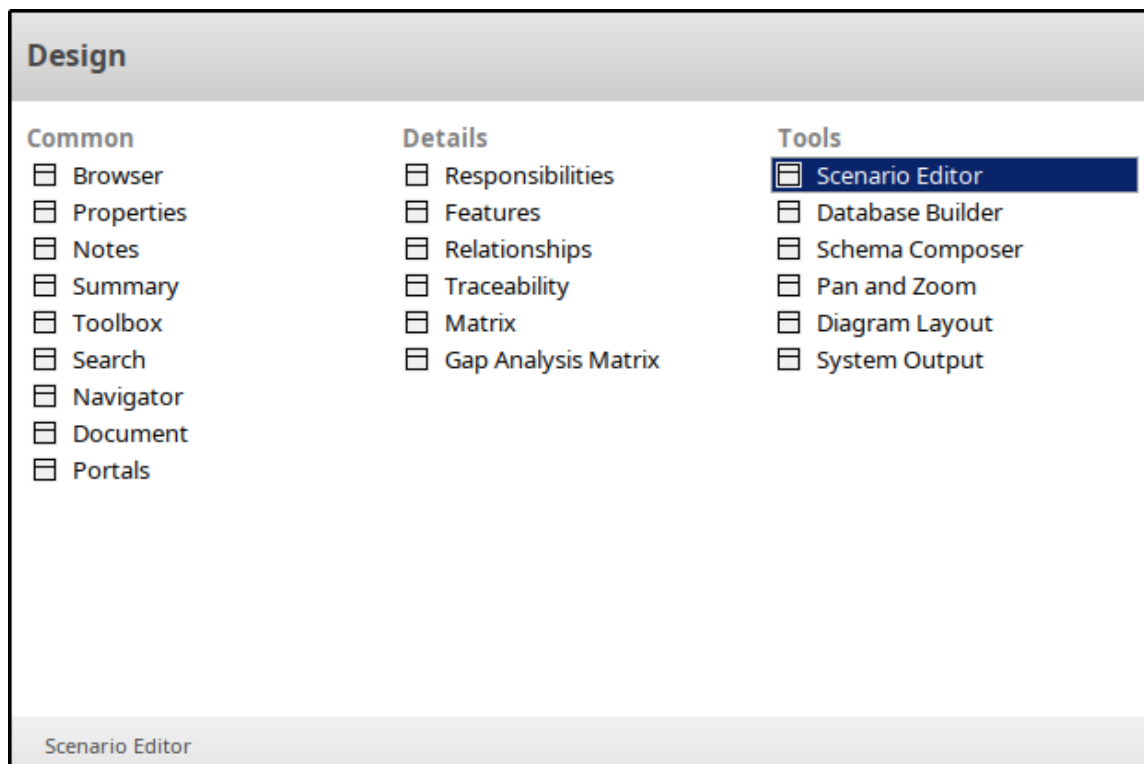 Design
Common
Browser
Properties
Notes
Summary
Toolbox
Search
Navigator
Document
Portals
Details
Responsibilities
Features
Relationships
Traceability
Matrix
Gap Analysis Matrix
Tools
Scenario Editor
Database Builder
Schema Composer
Pan and Zoom
Diagram Layout
System Output
Scenario Editor